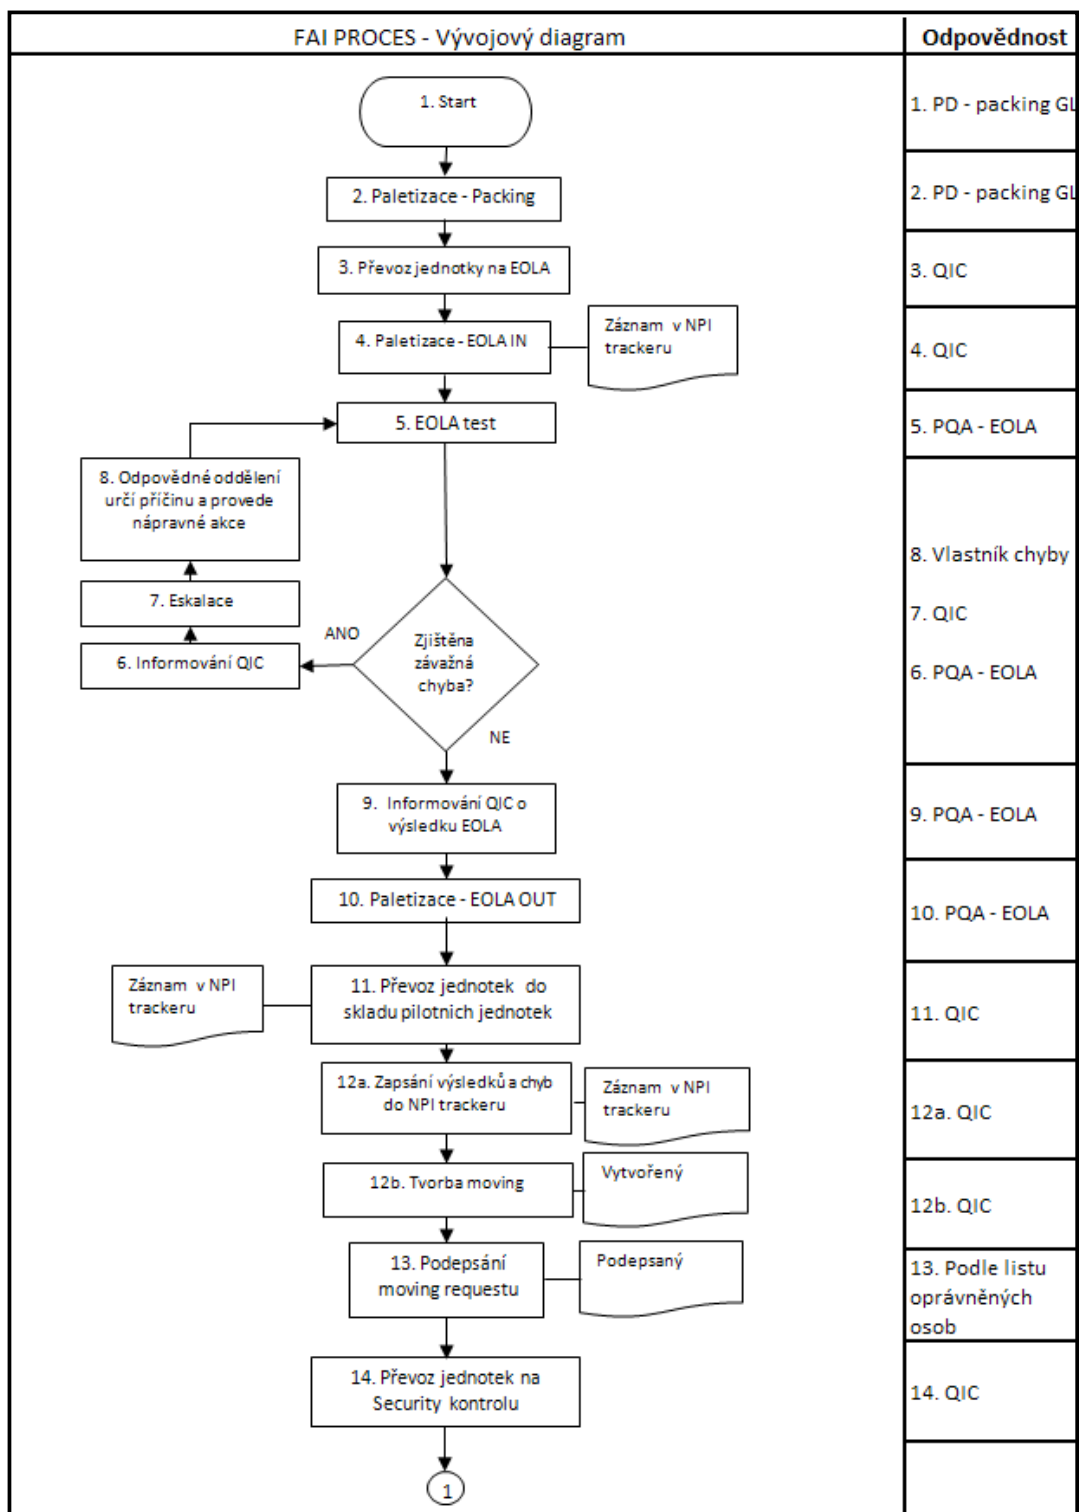 FAI PROCES - Vývojový diagram
Odpovědnost
1. Start
1. PD - packing GL
2. Paletizace - Packing
2. PD - packing GL
3. Převoz jednotky na EOLA
3. QIC
4. Paletizace - EOLA IN
Záznam v NPI
trackeru
4. QIC
5. EOLA test
5. PQA - EOLA
8. Odpovědné oddělení
určí příčinu a provede
nápravné akce
8. Vlastník chyby
7. Eskalace
7. QIC
ANO
6. Informování QIC
Zjištěna
závažná
chyba?
6. PQA - EOLA
NE
9. Informování QIC o
výsledku EOLA
9. PQA - EOLA
10. Paletizace - EOLA OUT
10. PQA - EOLA
Záznam v NPI
trackeru
11. Převoz jednotek do
skladu pilotních jednotek
11. QIC
12a. Zapsání výsledků a chyb
do NPI trackeru
Záznam v NPI
trackeru
12a. QIC
12b. Tvorba moving
Vytvořený
12b. QIC
13. Podepsání
moving requestu
Podepsaný
13. Podle listu
oprávněných
osob
14. Převoz jednotek na
Security kontrolu
14. QIC
1